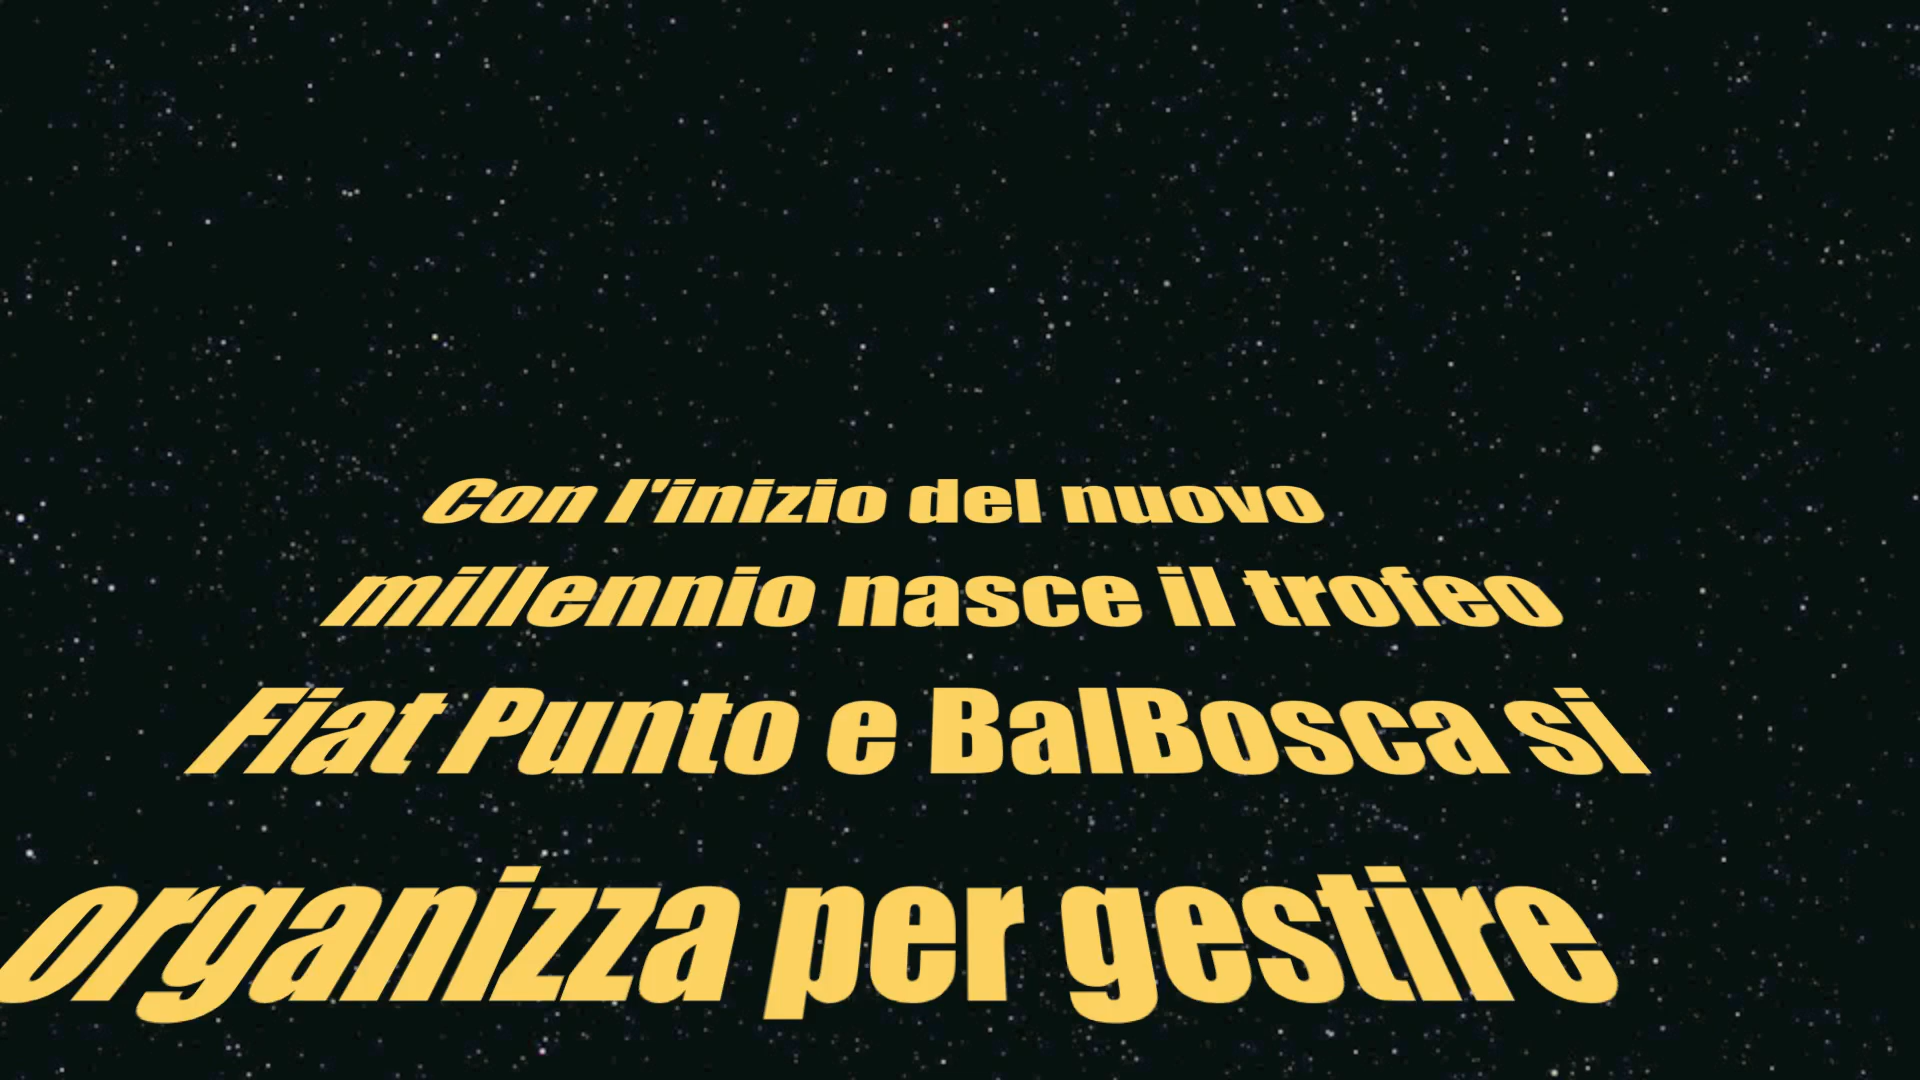 Con l'inizio del nuovo
millennio nasce il trofeo
Fiat Punto e BalBosca si
organizza per gestire